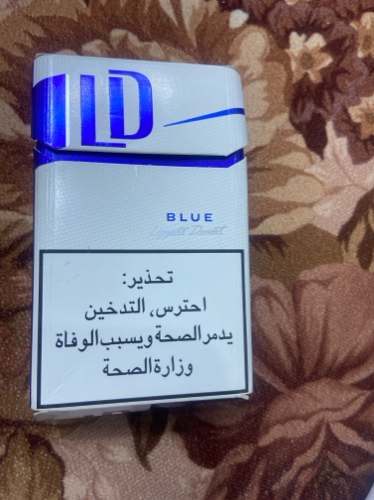 LD
BLUE
Liggett Ducat
تحذير:
احترس، التدخين
يدمر الصحة ويسبب الوفاة
وزارة الصحة